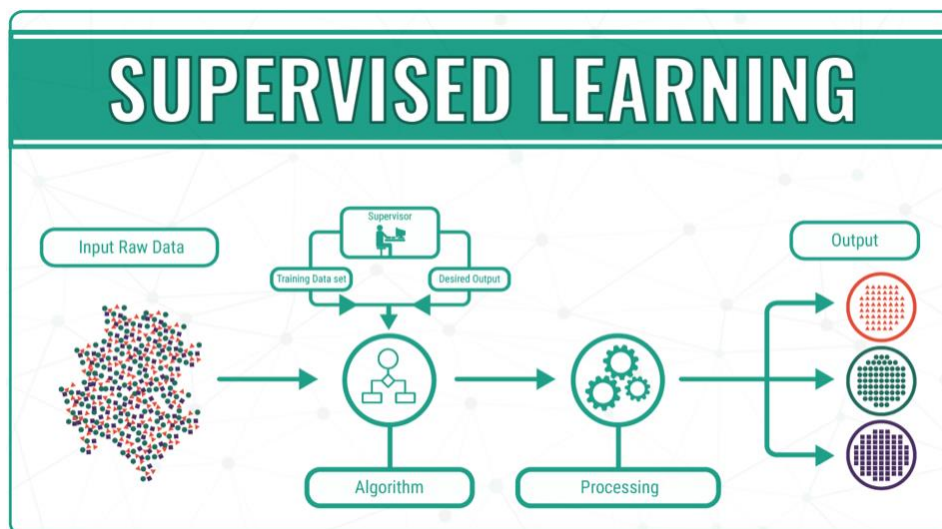 SUPERVISED LEARNING
Input Raw Data
Supervisor
Training Data set
Desired Output
Algorithm
Processing
Output